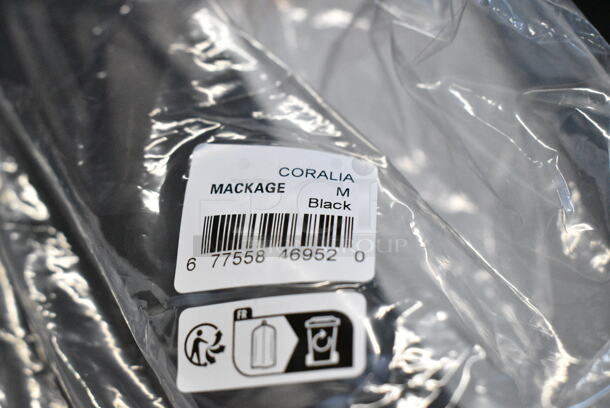 CORALIA
MACKAGE M
Black
6 77558 46952 0
FR